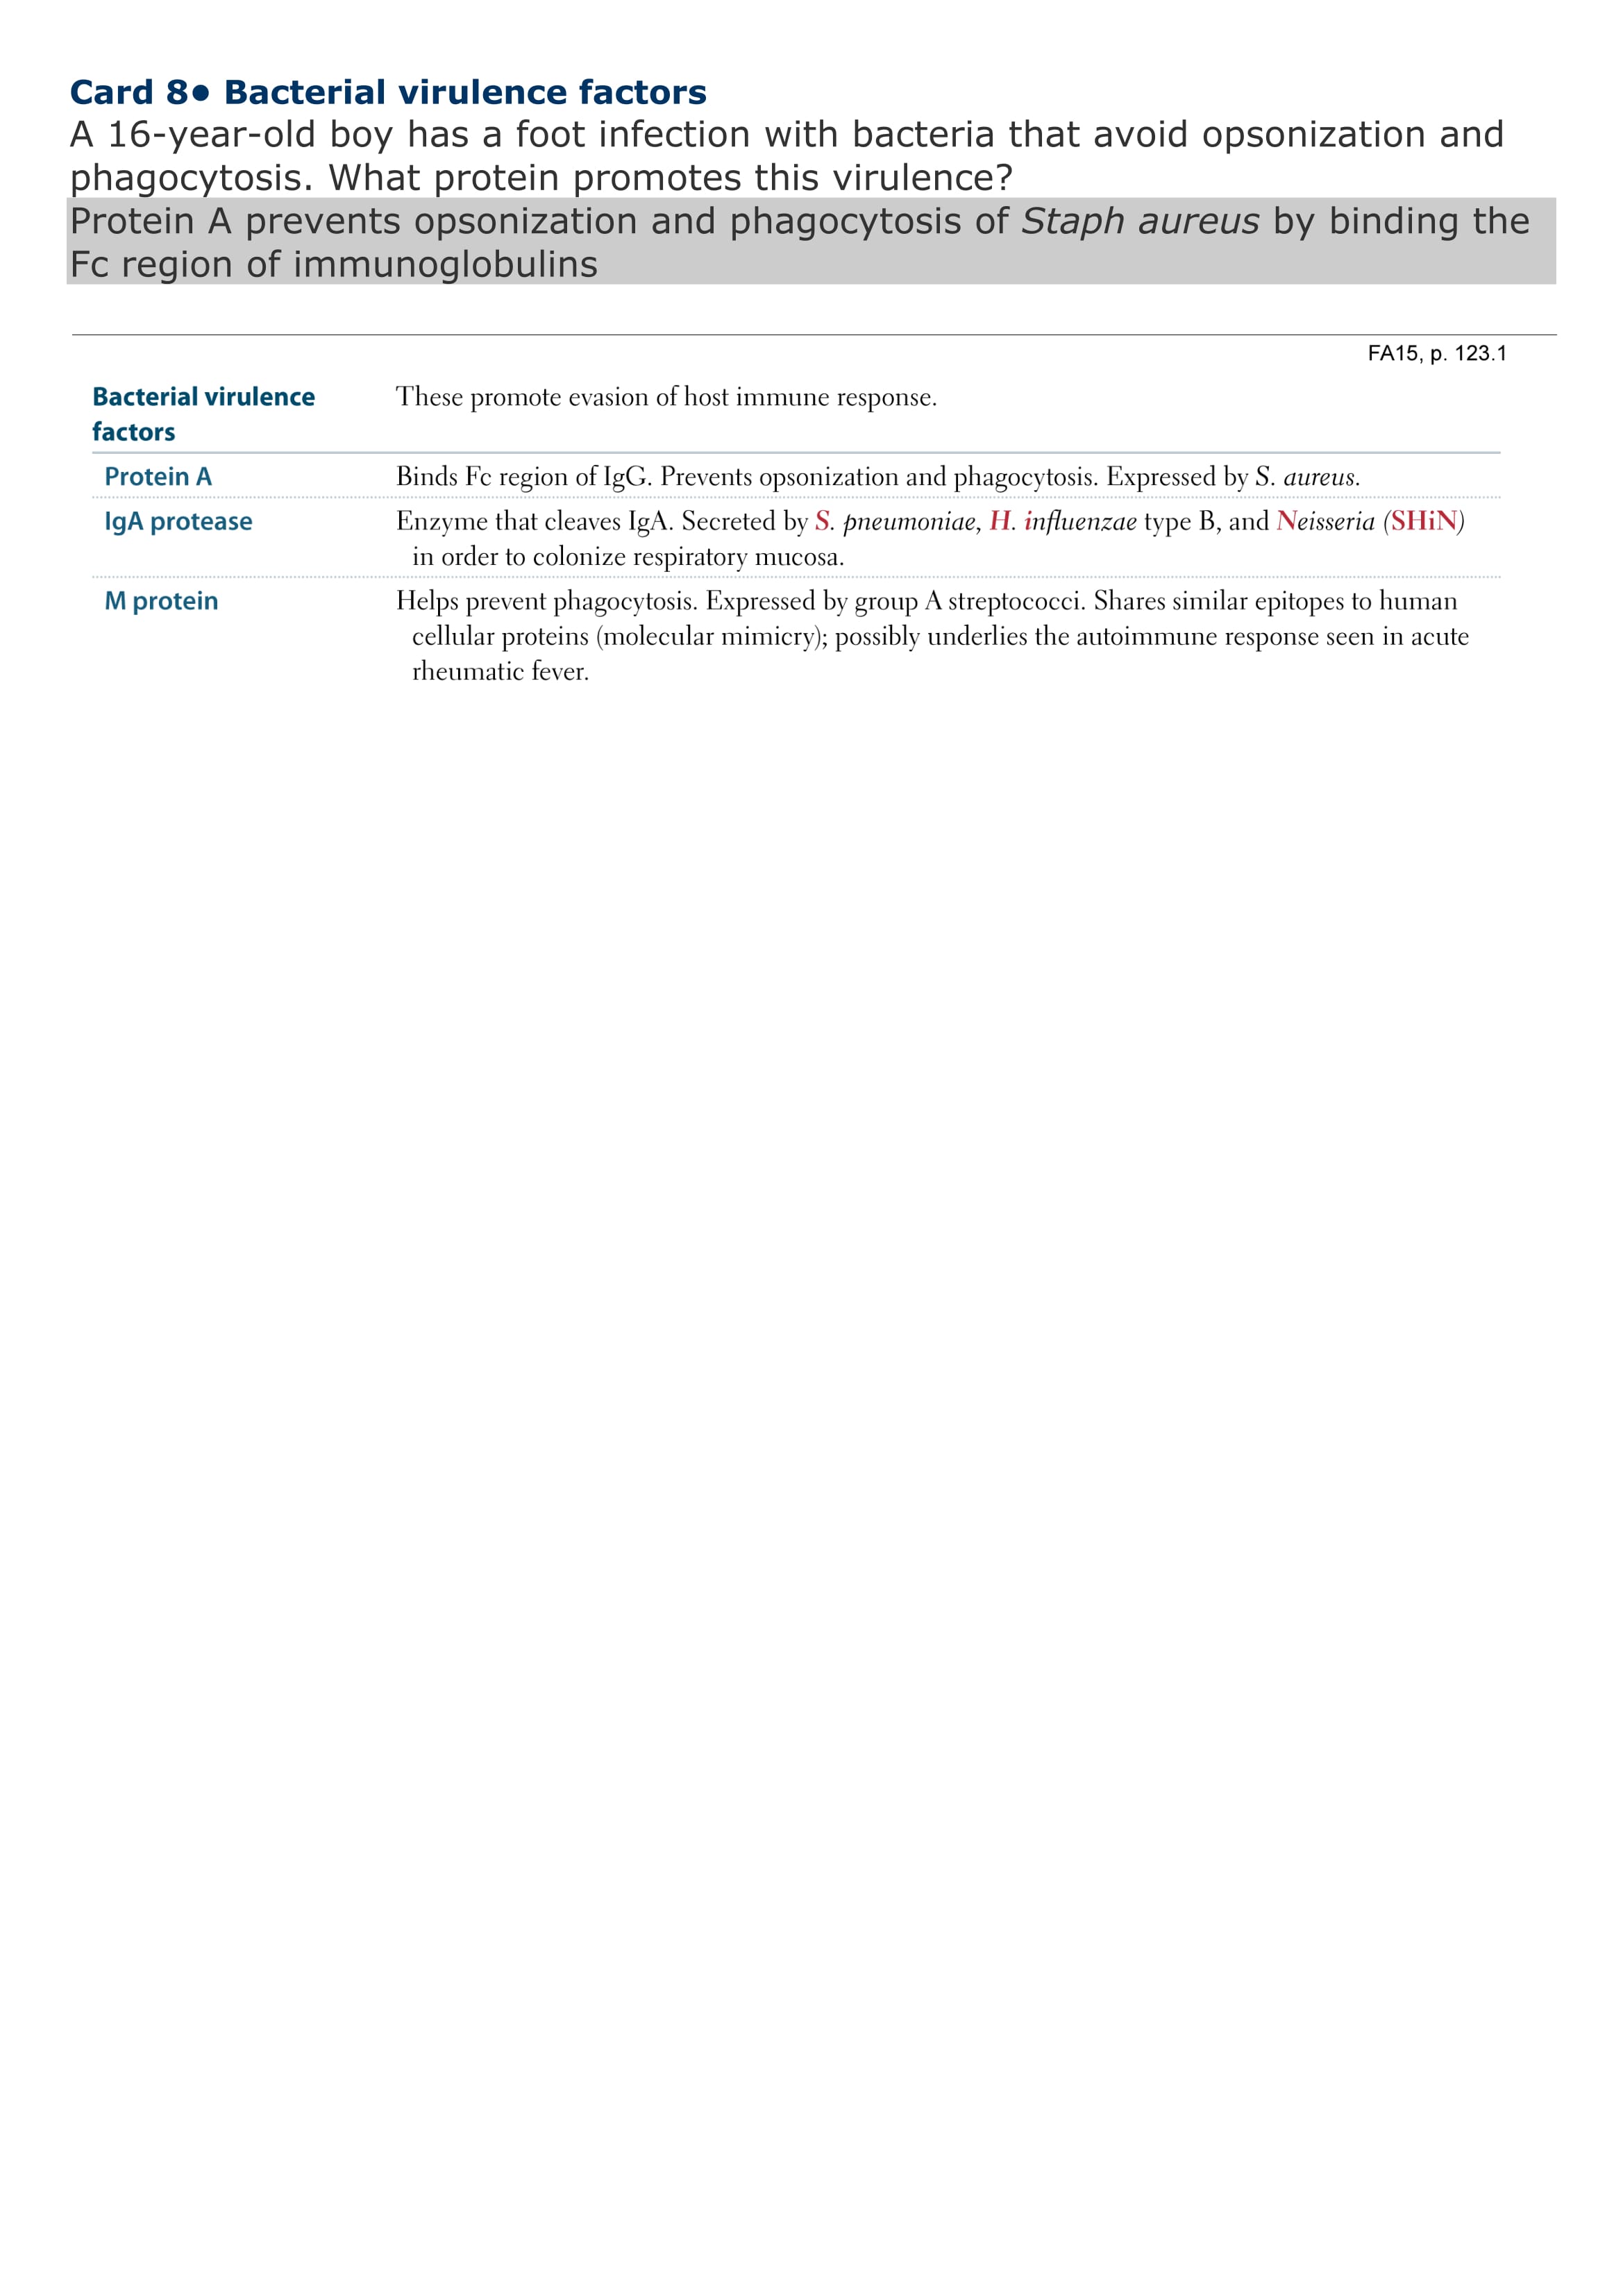 Card 8• Bacterial virulence factors
A 16-year-old boy has a foot infection with bacteria that avoid opsonization and
phagocytosis. What protein promotes this virulence?
Protein A prevents opsonization and phagocytosis of Staph aureus by binding the
Fc region of immunoglobulins
FA15, p. 123.1
Bacterial virulence
factors
These promote evasion of host immune response.
Protein A
Binds Fc region of IgG. Prevents opsonization and phagocytosis. Expressed by S. aureus.
IgA protease
Enzyme that cleaves IgA. Secreted by S. pneumoniae, H. influenzae type B, and Neisseria (SHiN)
in order to colonize respiratory mucosa.
M protein
Helps prevent phagocytosis. Expressed by group A streptococci. Shares similar epitopes to human
cellular proteins (molecular mimicry); possibly underlies the autoimmune response seen in acute
rheumatic fever.